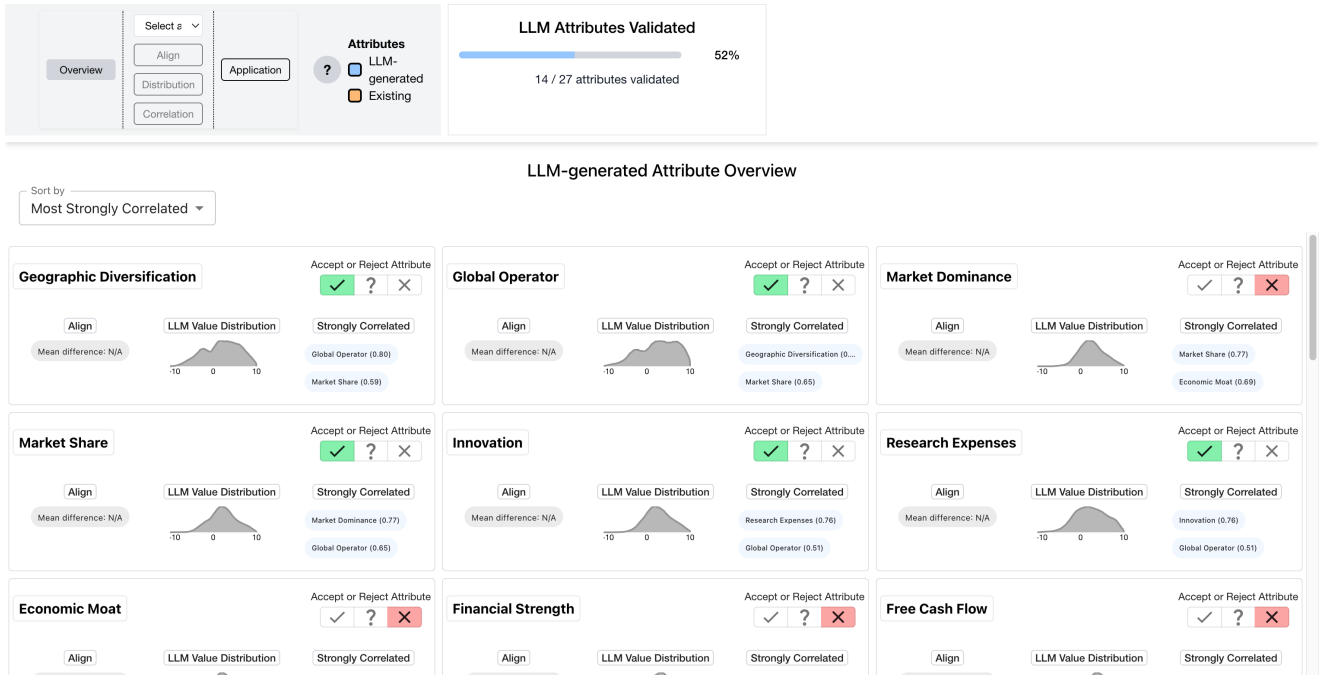 Overview
Select a
Align
Distribution
Correlation
Application
?
Attributes
LLM-
generated
Existing
LLM Attributes Validated
52%
14 / 27 attributes validated
LLM-generated Attribute Overview
Sort by
Most Strongly Correlated
Geographic Diversification
Accept or Reject Attribute
?
Align
LLM Value Distribution
Strongly Correlated
Mean difference: N/A
-10 0 10
Global Operator (0.80)
Market Share (0.59)
Global Operator
Accept or Reject Attribute
?
Align
LLM Value Distribution
Strongly Correlated
Mean difference: N/A
-10 0 10
Geographic Diversification (0....
Market Share (0.65)
Market Dominance
Accept or Reject Attribute
?
Align
LLM Value Distribution
Strongly Correlated
Mean difference: N/A
-10 0 10
Market Share (0.77)
Economic Moat (0.69)
Market Share
Accept or Reject Attribute
?
Align
LLM Value Distribution
Strongly Correlated
Mean difference: N/A
-10 0 10
Market Dominance (0.77)
Global Operator (0.65)
Innovation
Accept or Reject Attribute
?
Align
LLM Value Distribution
Strongly Correlated
Mean difference: N/A
-10 0 10
Research Expenses (0.76)
Global Operator (0.51)
Research Expenses
Accept or Reject Attribute
?
Align
LLM Value Distribution
Strongly Correlated
Mean difference: N/A
-10 0 10
Innovation (0.76)
Global Operator (0.51)
Economic Moat
Accept or Reject Attribute
?
Align
LLM Value Distribution
Strongly Correlated
Financial Strength
Accept or Reject Attribute
?
Align
LLM Value Distribution
Strongly Correlated
Free Cash Flow
Accept or Reject Attribute
?
Align
LLM Value Distribution
Strongly Correlated